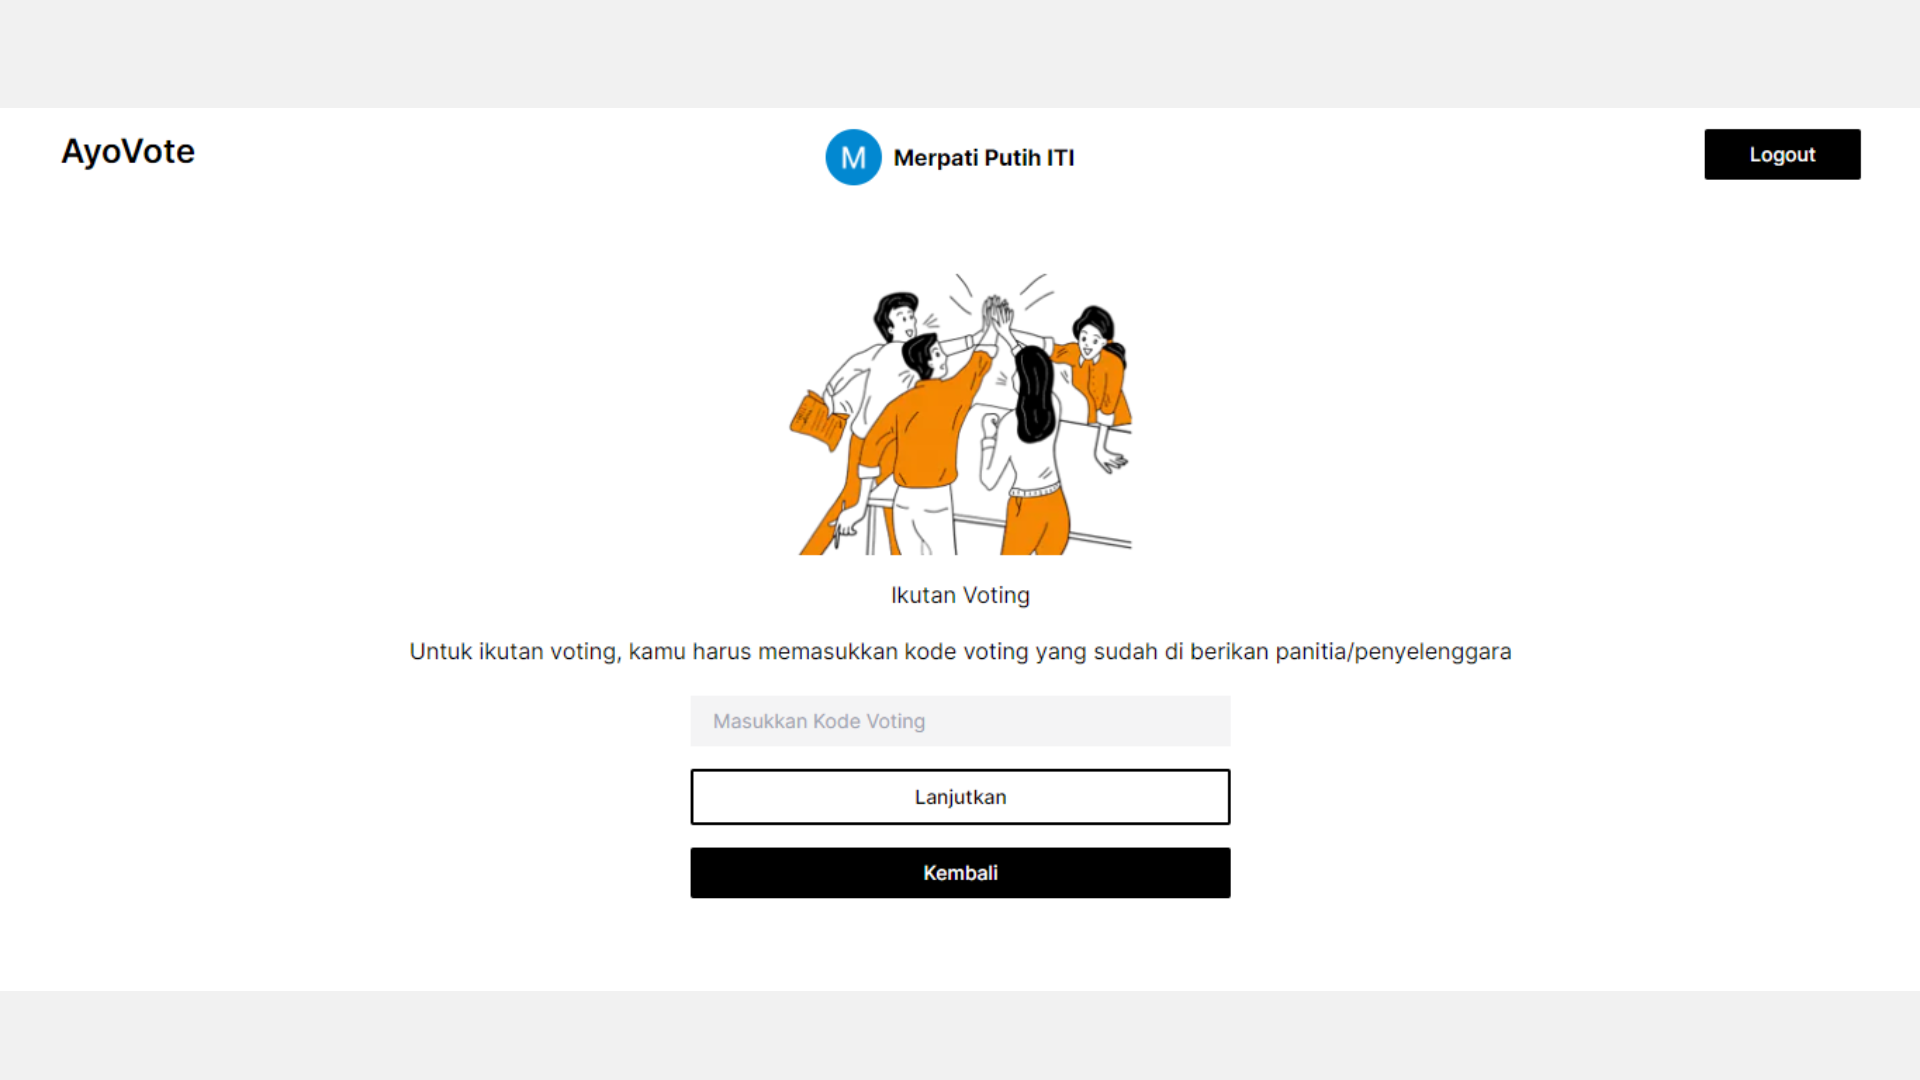 AyoVote
M
Merpati Putih ITI
Logout
Ikutan Voting
Untuk ikutan voting, kamu harus memasukkan kode voting yang sudah di berikan panitia/penyelenggara
Masukkan Kode Voting
Lanjutkan
Kembali